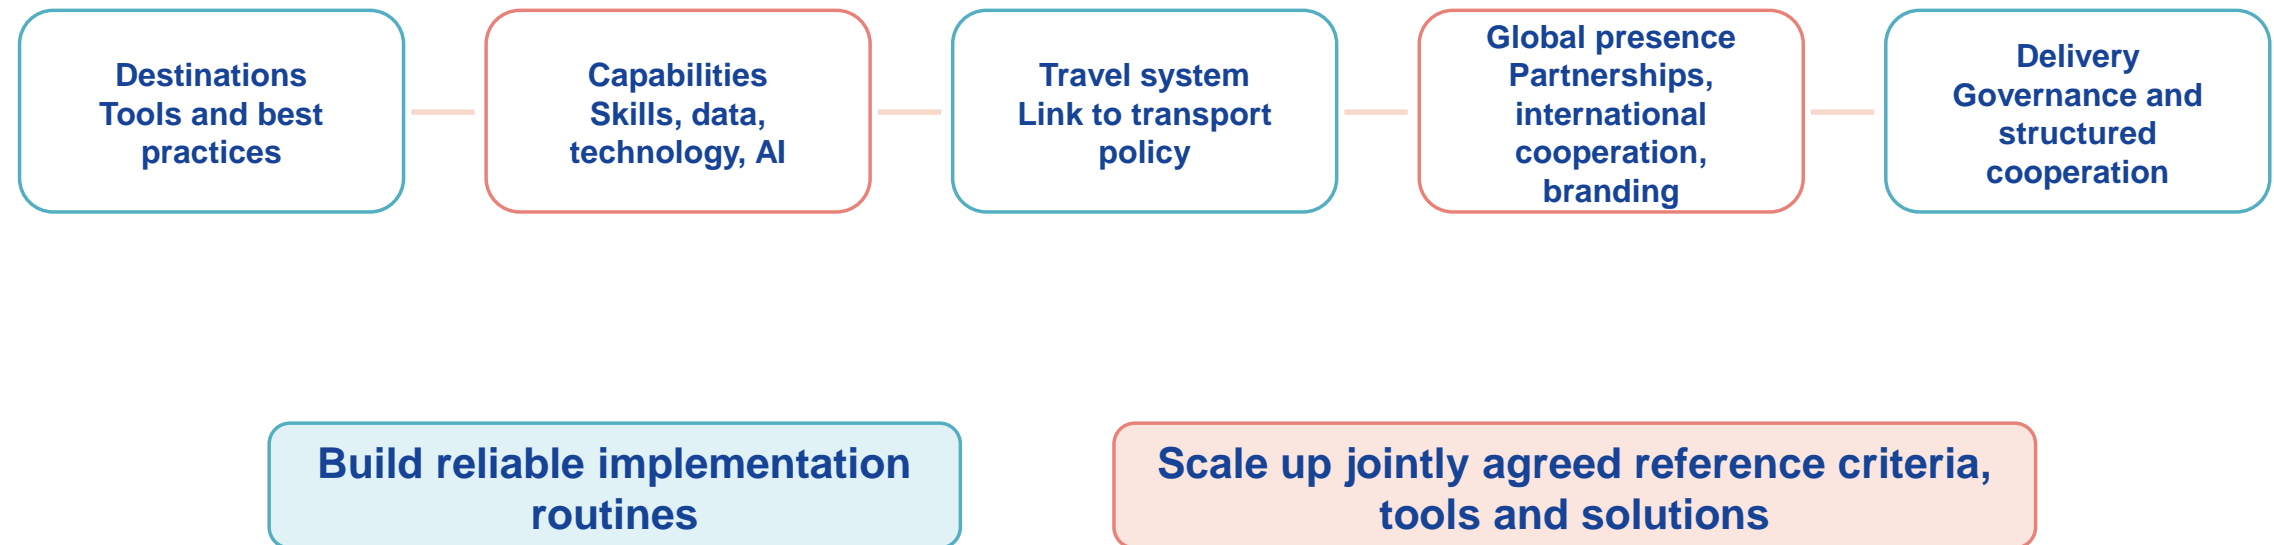 Destinations
Tools and best
practices
Capabilities
Skills, data,
technology, AI
Travel system
Link to transport
policy
Global presence
Partnerships,
international
cooperation,
branding
Delivery
Governance and
structured
cooperation
Build reliable implementation
routines
Scale up jointly agreed reference criteria,
tools and solutions